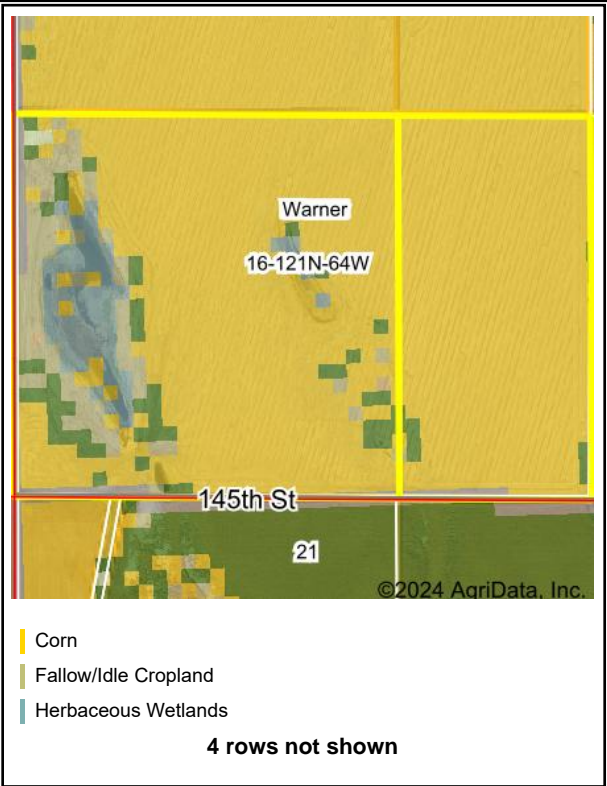 Warner
16-121N-64W
145th St
21
©2024 AgriData, Inc.
Corn
Fallow/Idle Cropland
Herbaceous Wetlands
4 rows not shown